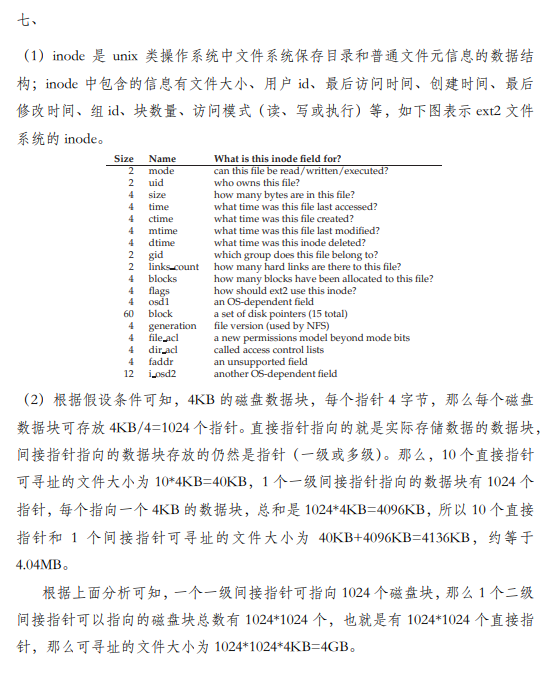 七、
（1）inode 是 unix 类操作系统中文件系统保存目录和普通文件元信息的数据结
构；inode 中包含的信息有文件大小、用户 id、最后访问时间、创建时间、最后
修改时间、组 id、块数量、访问模式（读、写或执行）等，如下图表示 ext2 文件
系统的 inode。
Size Name What is this inode field for?
2 mode can this file be read/written/executed?
2 uid who owns this file?
4 size how many bytes are in this file?
4 time what time was this file last accessed?
4 ctime what time was this file created?
4 mtime what time was this file last modified?
4 dtime what time was this inode deleted?
2 gid which group does this file belong to?
2 links_count how many hard links are there to this file?
4 blocks how many blocks have been allocated to this file?
4 flags how should ext2 use this inode?
4 osd1 an OS-dependent field
60 block a set of disk pointers (15 total)
4 generation file version (used by NFS)
4 file_acl a new permissions model beyond mode bits
4 dir_acl called access control lists
4 faddr an unsupported field
12 i_osd2 another OS-dependent field
（2）根据假设条件可知，4KB 的磁盘数据块，每个指针 4 字节，那么每个磁盘
数据块可存放 4KB/4=1024 个指针。直接指针指向的就是实际存储数据的数据块，
间接指针指向的数据块存放的仍然是指针（一级或多级）。那么，10 个直接指针
可寻址的文件大小为 10*4KB=40KB，1 个一级间接指针指向的数据块有 1024 个
指针，每个指向一个 4KB 的数据块，总和是 1024*4KB=4096KB，所以 10 个直接
指针和 1 个间接指针可寻址的文件大小为 40KB+4096KB=4136KB，约等于
4.04MB。
根据上面分析可知，一个一级间接指针可指向 1024 个磁盘块，那么 1 个二级
间接指针可以指向的磁盘块总数有 1024*1024 个，也就是有 1024*1024 个直接指
针，那么可寻址的文件大小为 1024*1024*4KB=4GB。